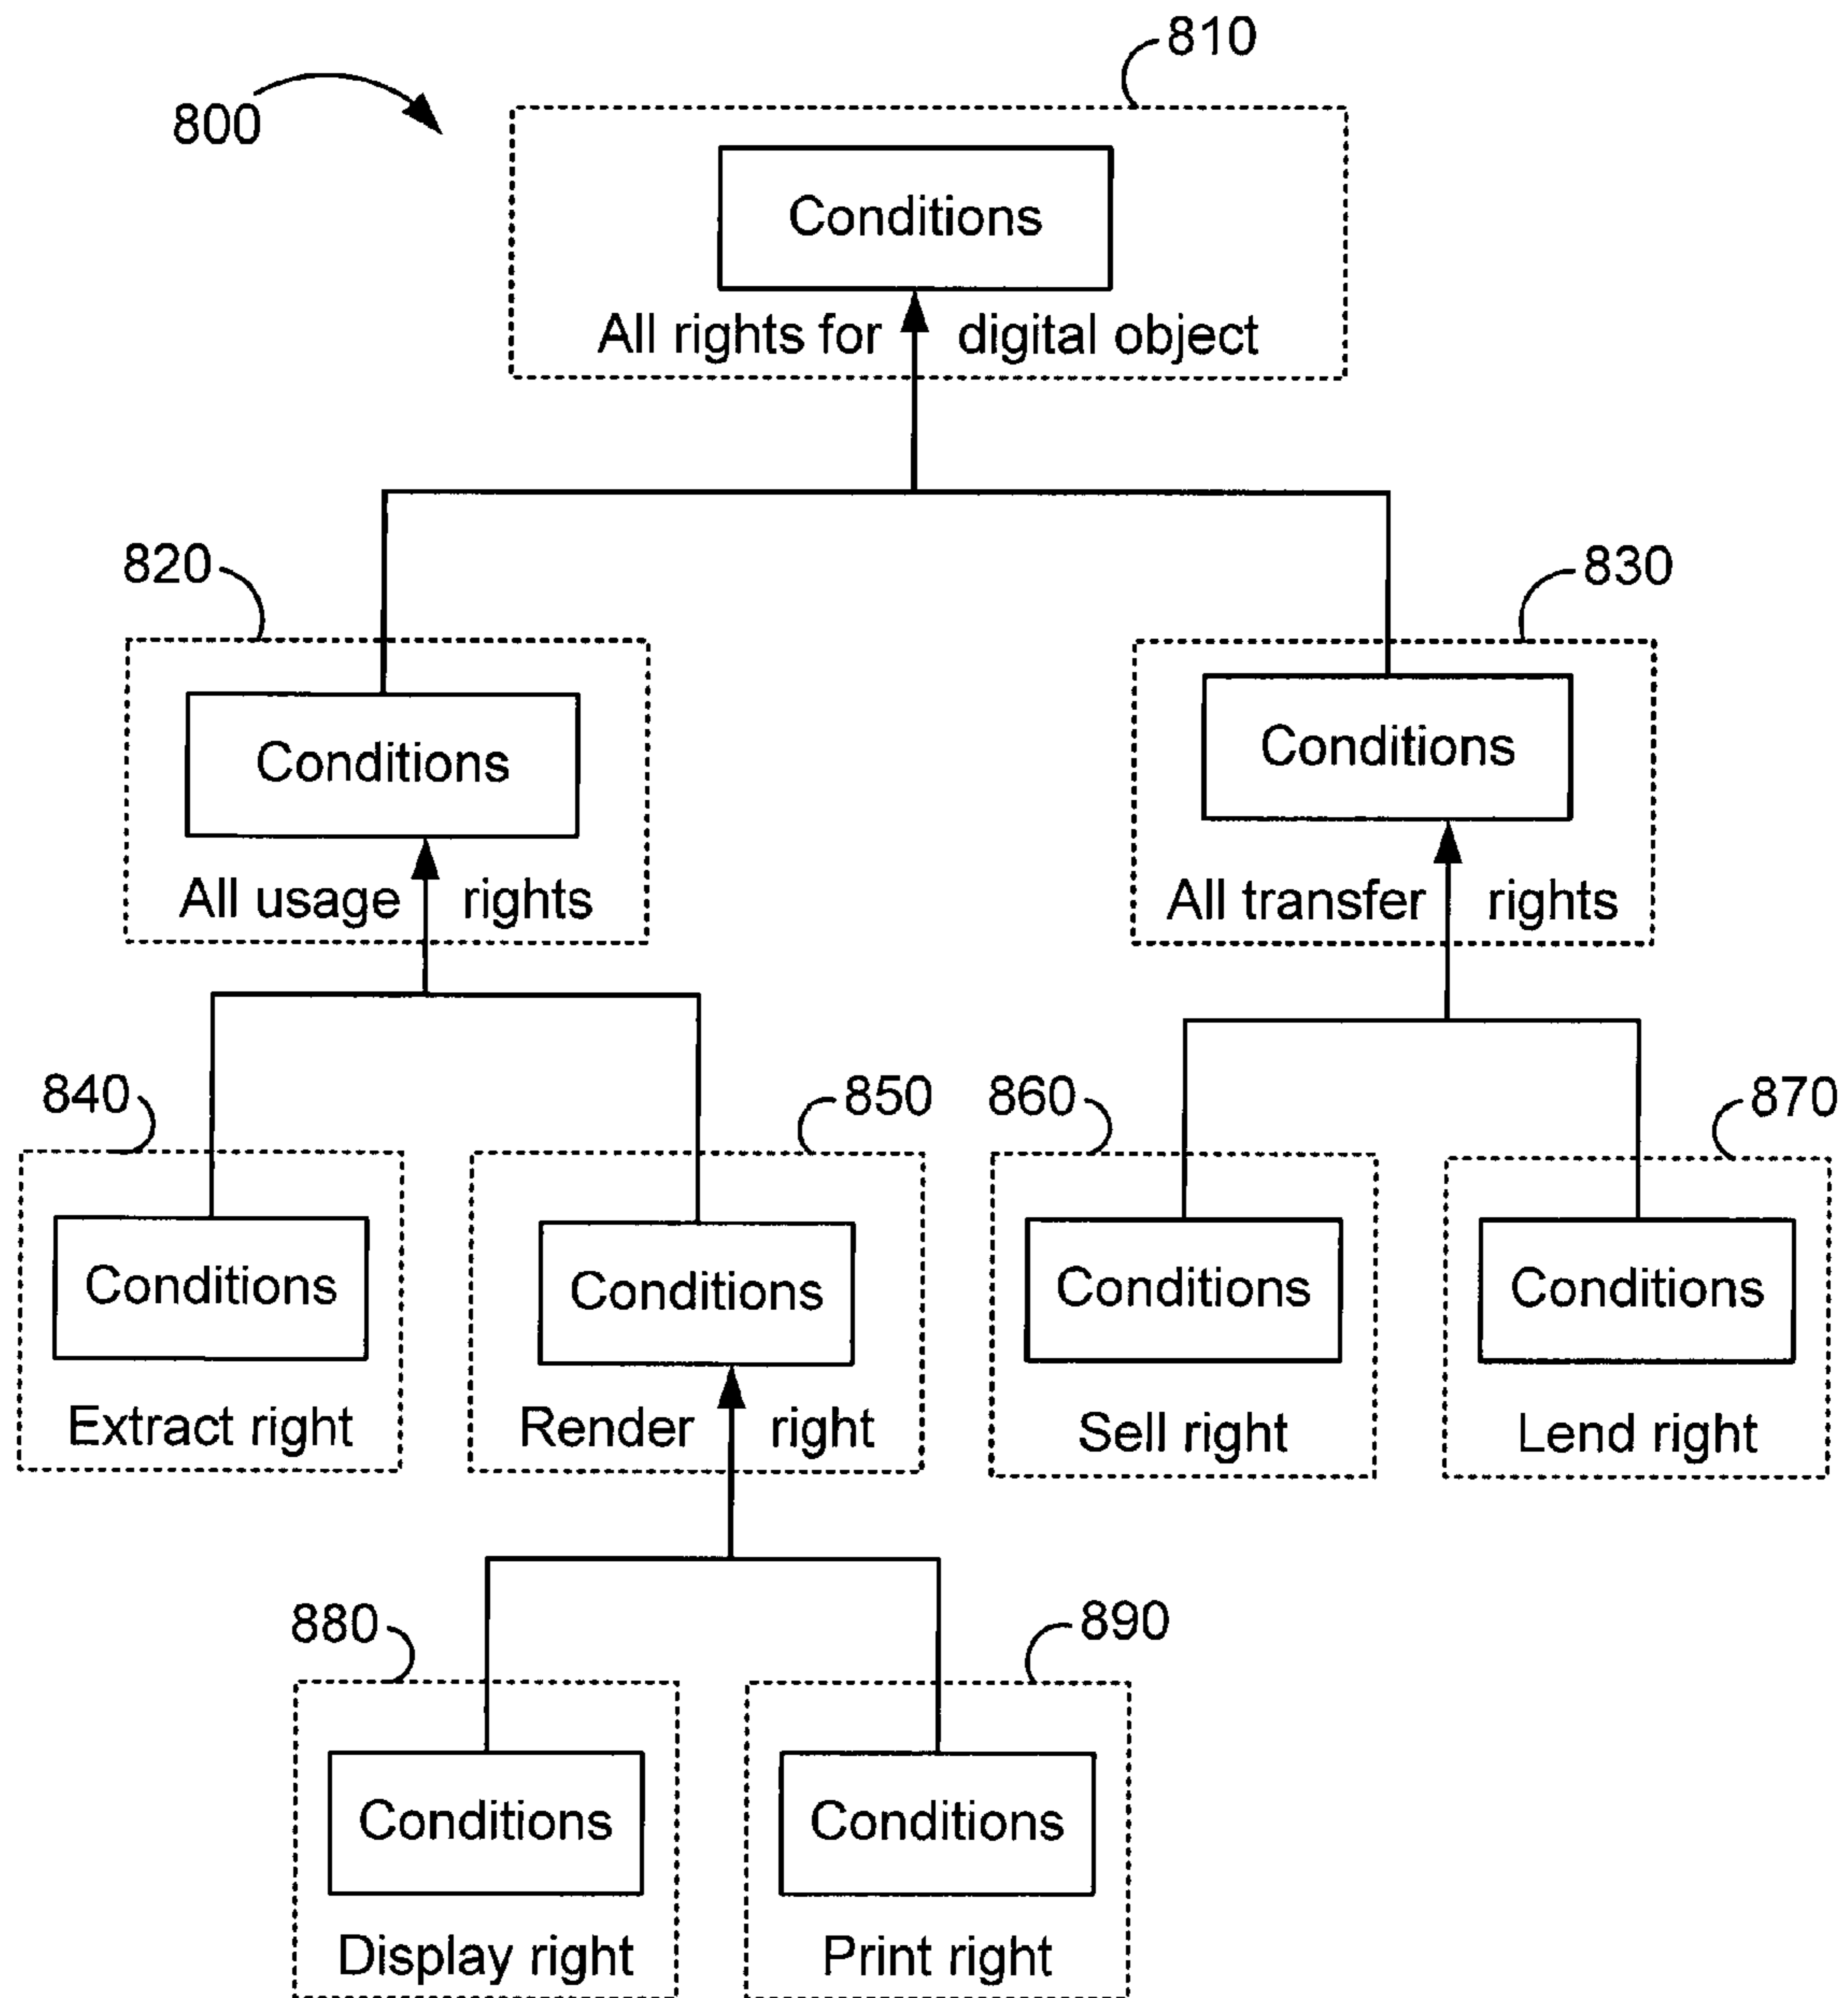 810
800
Conditions
All rights for digital object
820
830
Conditions
Conditions
All usage rights
All transfer rights
840
850
860
870
Conditions
Conditions
Conditions
Conditions
Extract right
Render right
Sell right
Lend right
880
890
Conditions
Conditions
Display right
Print right